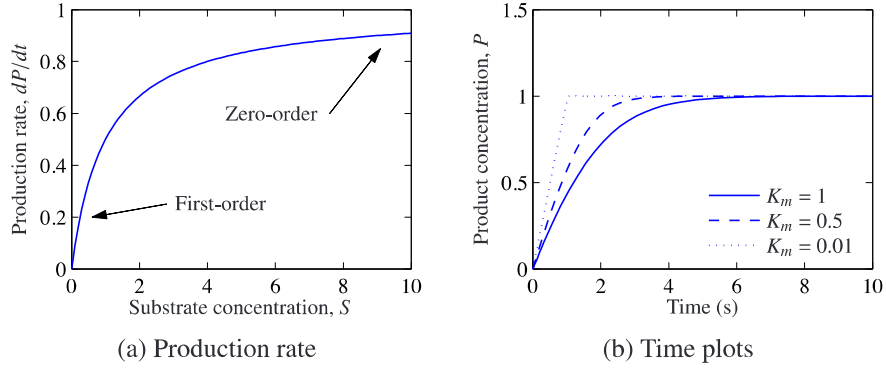 1
0.8
0.6
0.4
0.2
0
Production rate, dP/dt
Zero-order
First-order
0 2 4 6 8 10
Substrate concentration, S
(a) Production rate
1.5
1
0.5
0
Product concentration, P
K_m = 1
K_m = 0.5
K_m = 0.01
0 2 4 6 8 10
Time (s)
(b) Time plots